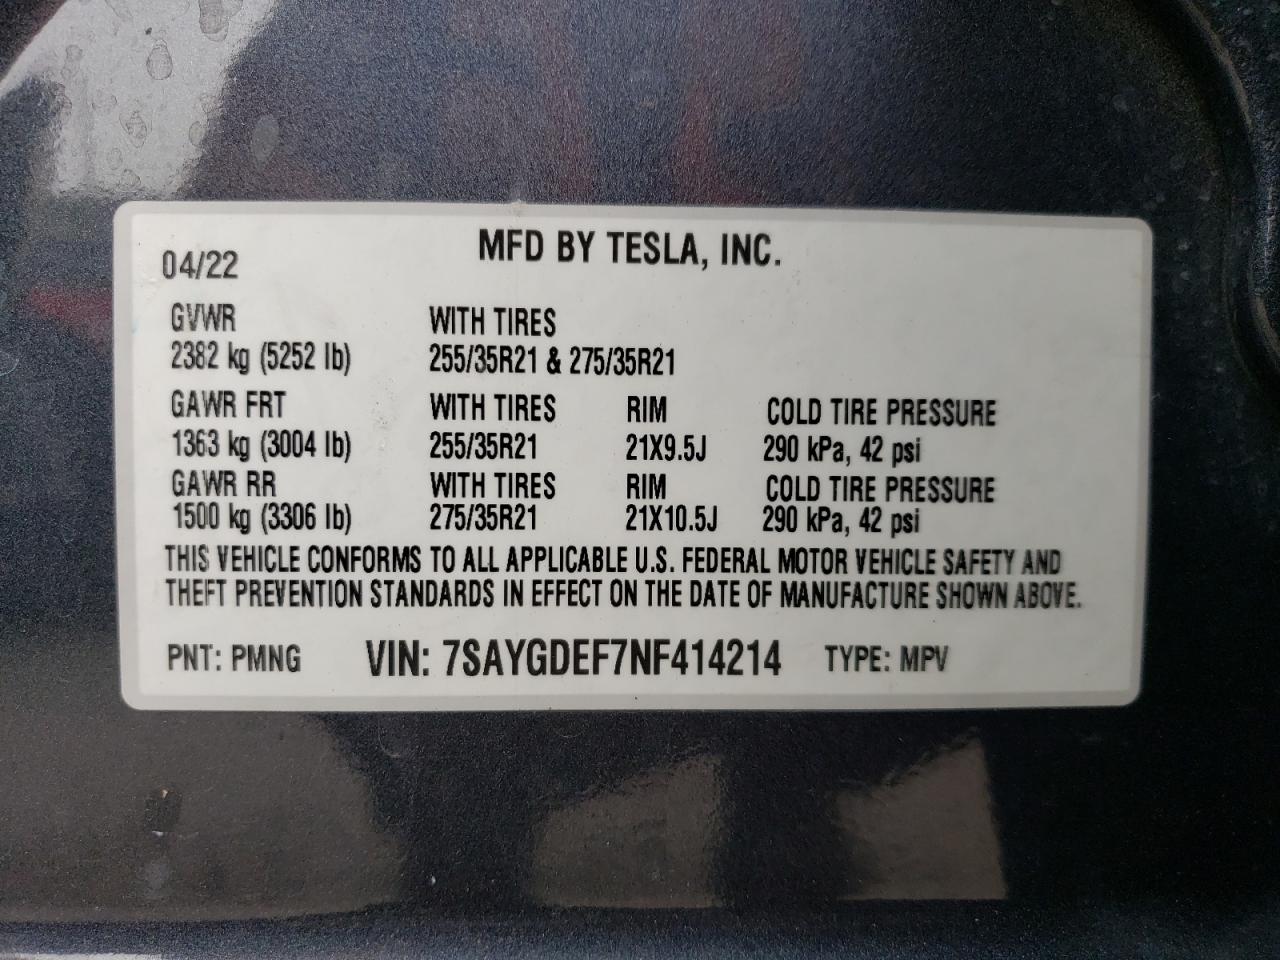 MFD BY TESLA, INC.
04/22
GVWR WITH TIRES
2382 kg (5252 lb) 255/35R21 & 275/35R21
GAWR FRT WITH TIRES RIM COLD TIRE PRESSURE
1363 kg (3004 lb) 255/35R21 21X9.5J 290 kPa, 42 psi
GAWR RR WITH TIRES RIM COLD TIRE PRESSURE
1500 kg (3306 lb) 275/35R21 21X10.5J 290 kPa, 42 psi
THIS VEHICLE CONFORMS TO ALL APPLICABLE U.S. FEDERAL MOTOR VEHICLE SAFETY AND
THEFT PREVENTION STANDARDS IN EFFECT ON THE DATE OF MANUFACTURE SHOWN ABOVE.
PNT: PMNG VIN: 7SAYGDEF7NF414214 TYPE: MPV